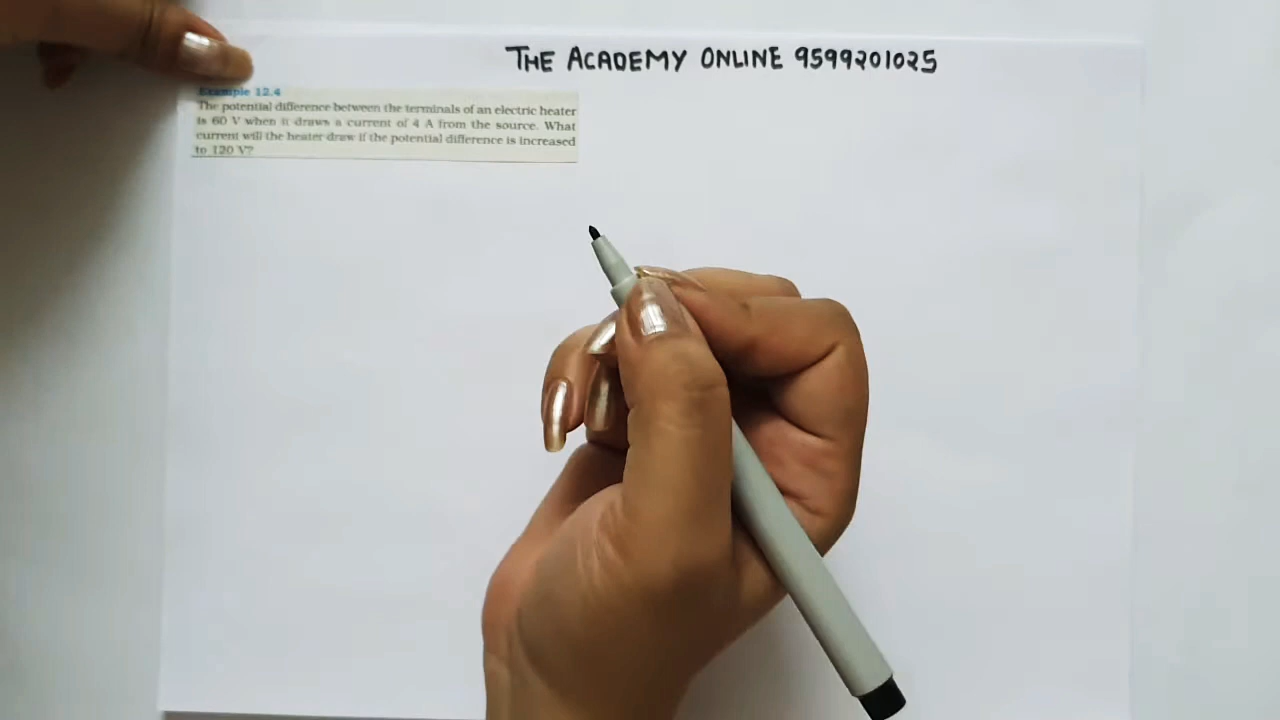 THE ACADEMY ONLINE 9599201025
Example 12.4
The potential difference between the terminals of an electric heater
is 60 V when it draws a current of 4 A from the source. What
current will the heater draw if the potential difference is increased
to 120 V?